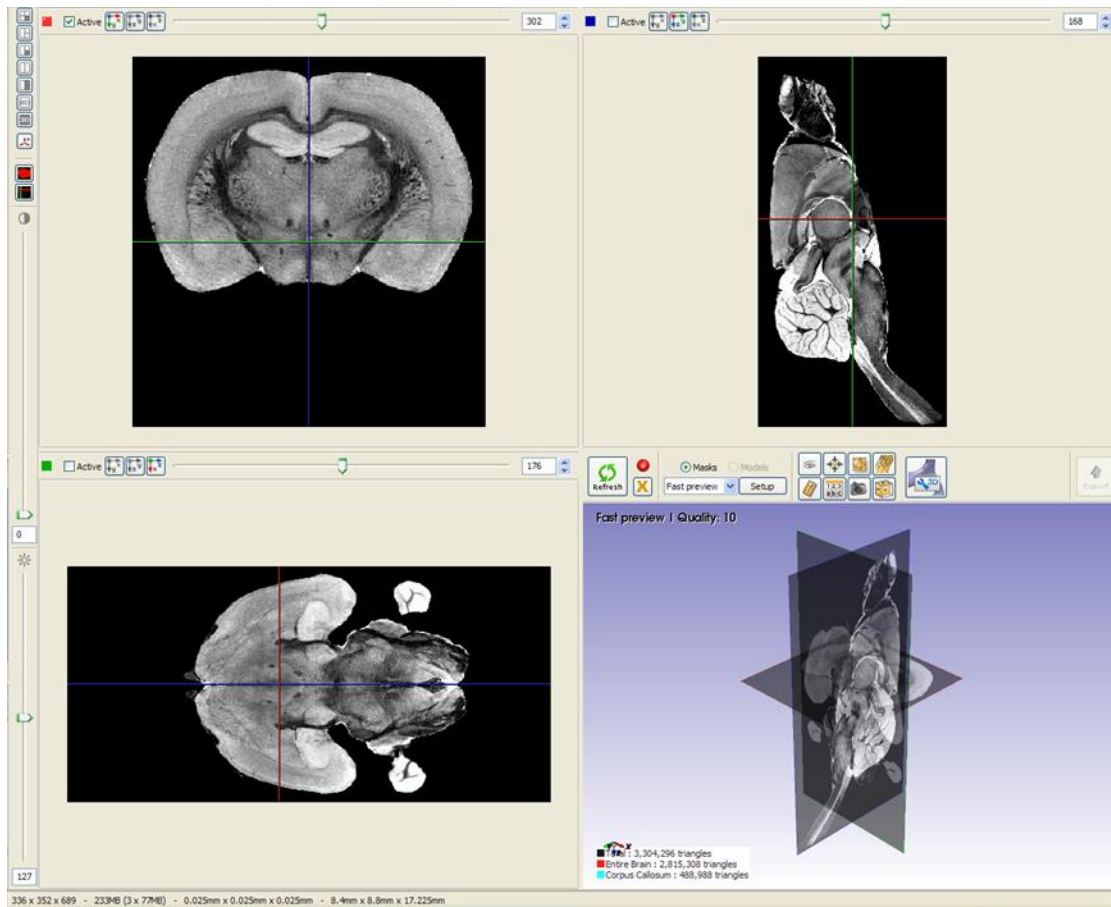 Active
302
Active
168
Active
176
Refresh
Masks
Models
Fast preview
Setup
3D
Export
Fast preview | Quality: 10
0
127
Total : 3,304,296 triangles
Entire Brain : 2,815,308 triangles
Corpus Callosum : 488,988 triangles
336 x 352 x 689 - 233MB (3 x 77MB) - 0.025mm x 0.025mm x 0.025mm - 8.4mm x 8.8mm x 17.225mm